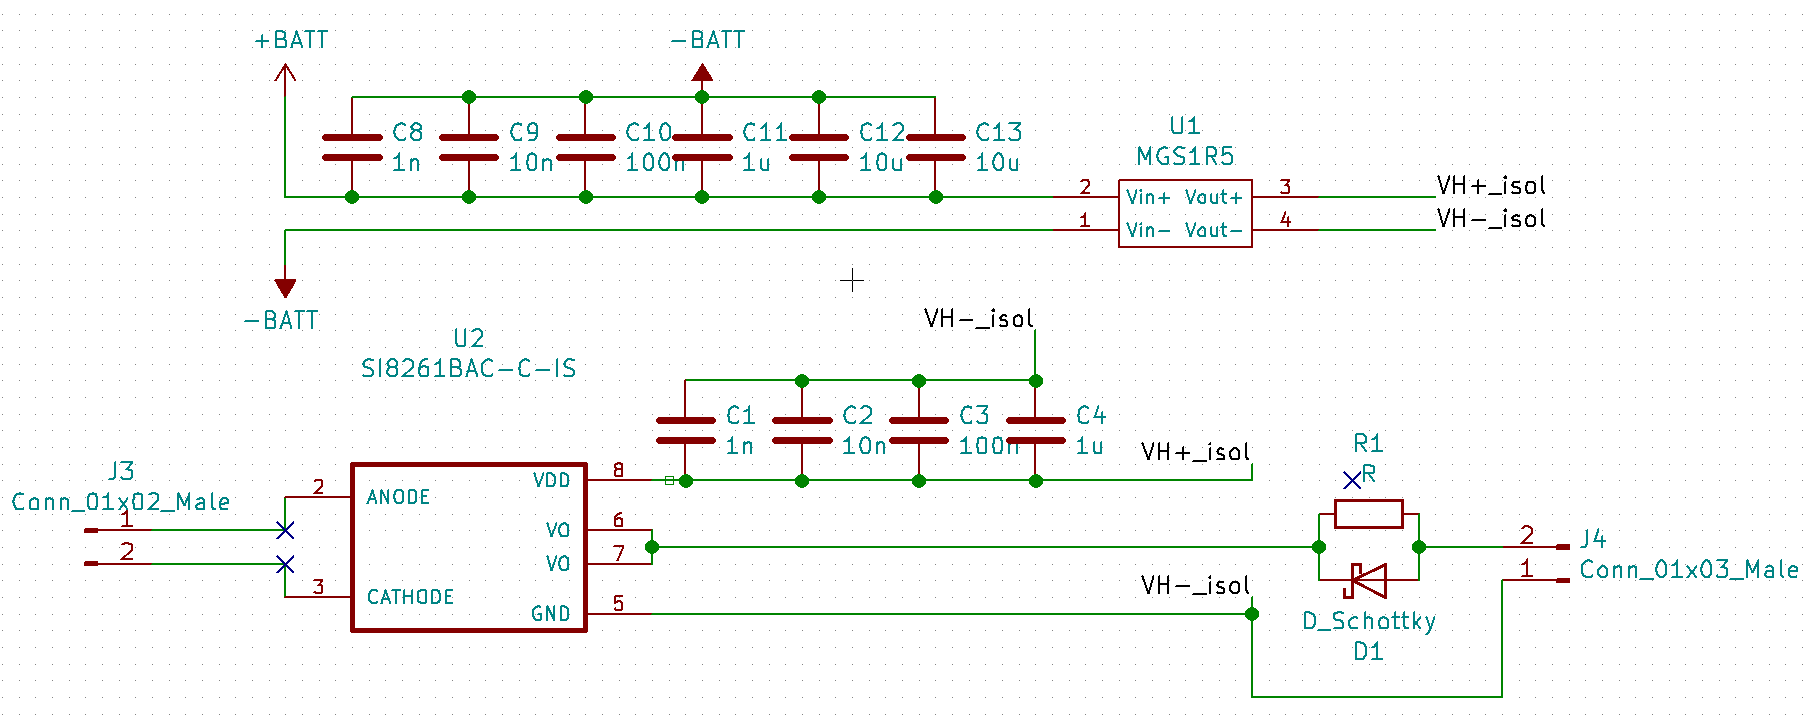 +BATT
-BATT
C8
1n
C9
10n
C10
100n
C11
1u
C12
10u
C13
10u
U1
MGS1R5
2
1
Vin+ Vout+
Vin- Vout-
3
4
VH+_isol
VH-_isol
-BATT
VH-_isol
U2
SI8261BAC-C-IS
C1
1n
C2
10n
C3
100n
C4
1u
VH+_isol
J3
Conn_01x02_Male
1
2
2
3
ANODE
CATHODE
VDD
VO
VO
GND
8
6
7
5
VH-_isol
R1
R
D_Schottky
D1
2
1
J4
Conn_01x03_Male